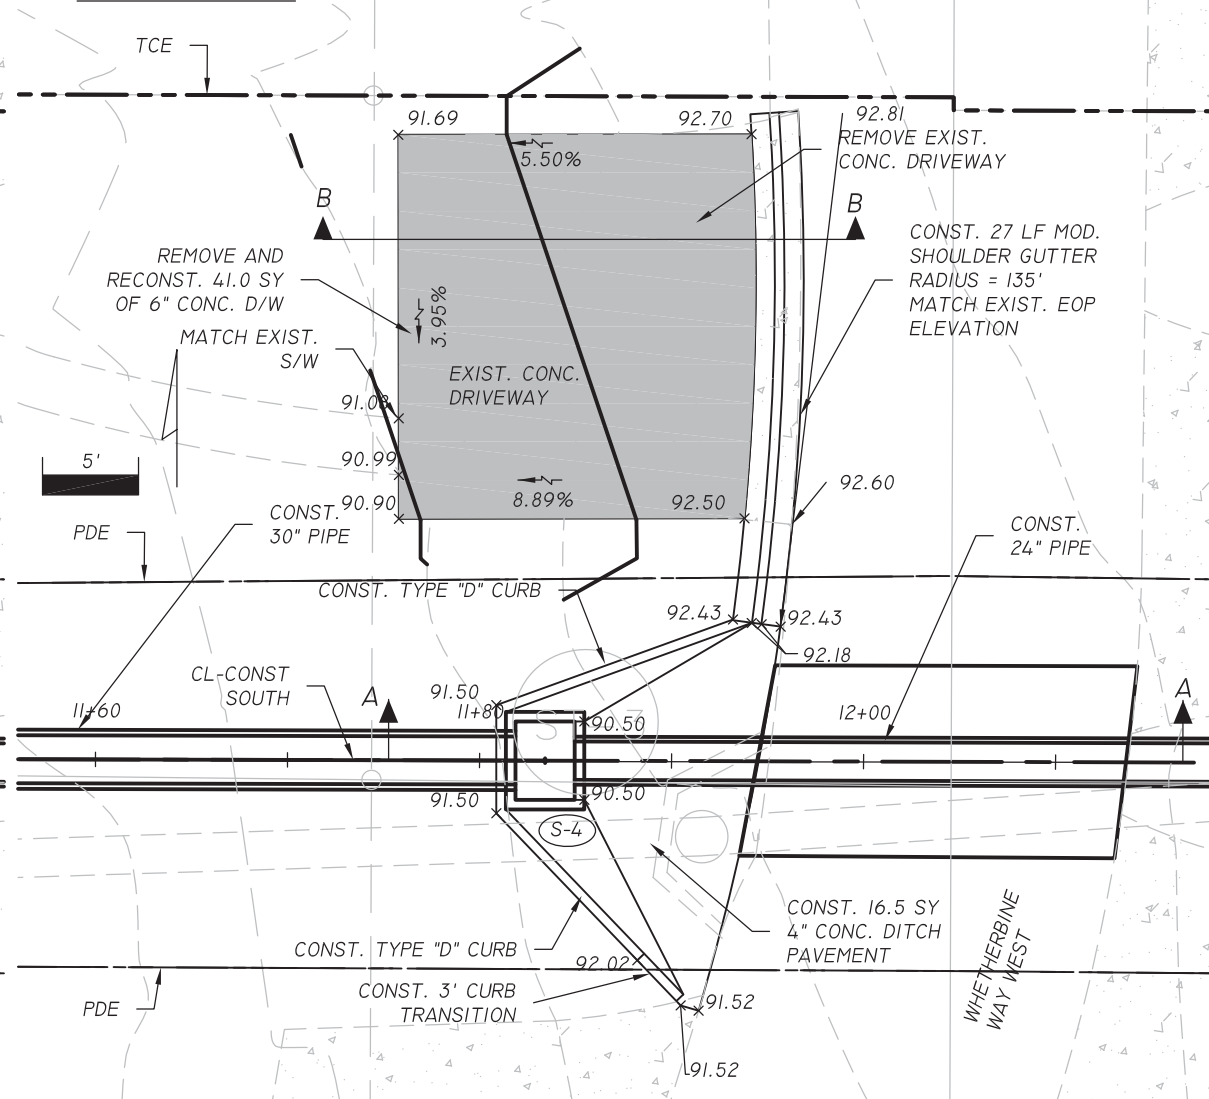 TCE
91.69
92.70
92.81
5.50%
REMOVE EXIST.
CONC. DRIVEWAY
B
B
REMOVE AND
RECONST. 41.0 SY
OF 6" CONC. D/W
CONST. 27 LF MOD.
SHOULDER GUTTER
RADIUS = 135'
MATCH EXIST. EOP
ELEVATION
3.95%
MATCH EXIST.
S/W
EXIST. CONC.
DRIVEWAY
5'
90.99
90.90
8.89%
92.50
92.60
CONST.
30" PIPE
PDE
CONST.
24" PIPE
CONST. TYPE "D" CURB
92.43
92.43
92.18
CL-CONST
SOUTH
A
91.50
11+60
11+80
90.50
12+00
A
91.50
90.50
S-4
CONST. 16.5 SY
4" CONC. DITCH
PAVEMENT
WHETHERBINE
WAY WEST
CONST. TYPE "D" CURB
92.02
CONST. 3' CURB
TRANSITION
PDE
91.52
91.52